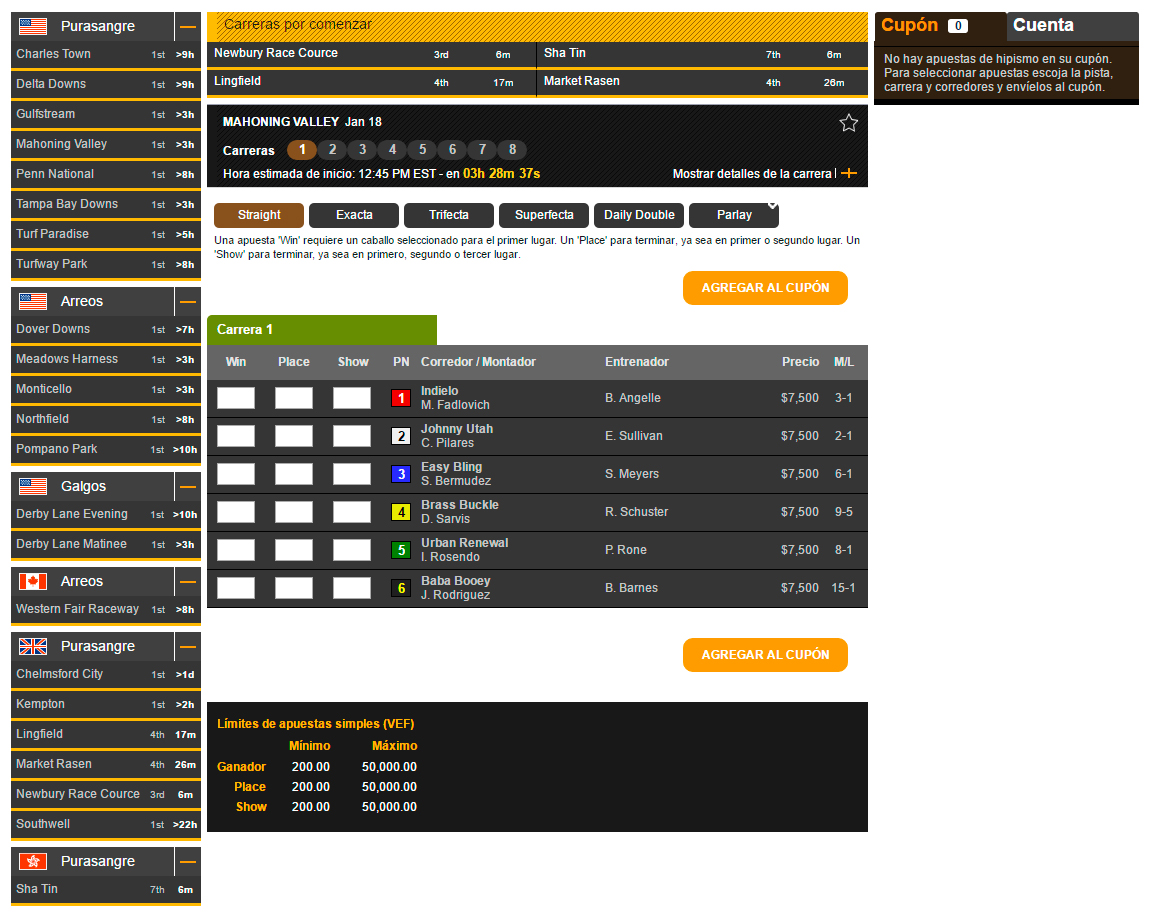 Purasangre
Charles Town 1st >9h
Delta Downs 1st >9h
Gulfstream 1st >3h
Mahoning Valley 1st >3h
Penn National 1st >8h
Tampa Bay Downs 1st >3h
Turf Paradise 1st >5h
Turfway Park 1st >8h
Arreos
Dover Downs 1st >7h
Meadows Harness 1st >3h
Monticello 1st >3h
Northfield 1st >8h
Pompano Park 1st >10h
Galgos
Derby Lane Evening 1st >10h
Derby Lane Matinee 1st >3h
Arreos
Western Fair Raceway 1st >8h
Purasangre
Chelmsford City 1st >1d
Kempton 1st >2h
Lingfield 4th 17m
Market Rasen 4th 26m
Newbury Race Cource 3rd 6m
Southwell 1st >22h
Purasangre
Sha Tin 7th 6m
Carreras por comenzar
Newbury Race Cource 3rd 6m Sha Tin 7th 6m
Lingfield 4th 17m Market Rasen 4th 26m
MAHONING VALLEY Jan 18
Carreras 1 2 3 4 5 6 7 8
Hora estimada de inicio: 12:45 PM EST - en 03h 28m 37s Mostrar detalles de la carrera
Straight Exacta Trifecta Superfecta Daily Double Parlay
Una apuesta 'Win' requiere un caballo seleccionado para el primer lugar. Un 'Place' para terminar, ya sea en primer o segundo lugar. Un
'Show' para terminar, ya sea en primero, segundo o tercer lugar.
AGREGAR AL CUPÓN
Carrera 1
Win Place Show PN Corredor / Montador Entrenador Precio M/L
1 Indielo B. Angelle $7,500 3-1
M. Fadlovich
2 Johnny Utah E. Sullivan $7,500 2-1
C. Pilares
3 Easy Bling S. Meyers $7,500 6-1
S. Bermudez
4 Brass Buckle R. Schuster $7,500 9-5
D. Sarvis
5 Urban Renewal P. Rone $7,500 8-1
I. Rosendo
6 Baba Booey B. Barnes $7,500 15-1
J. Rodriguez
AGREGAR AL CUPÓN
Límites de apuestas simples (VEF)
Mínimo Máximo
Ganador 200.00 50,000.00
Place 200.00 50,000.00
Show 200.00 50,000.00
Cupón 0 Cuenta
No hay apuestas de hipismo en su cupón.
Para seleccionar apuestas escoja la pista,
carrera y corredores y envíelos al cupón.